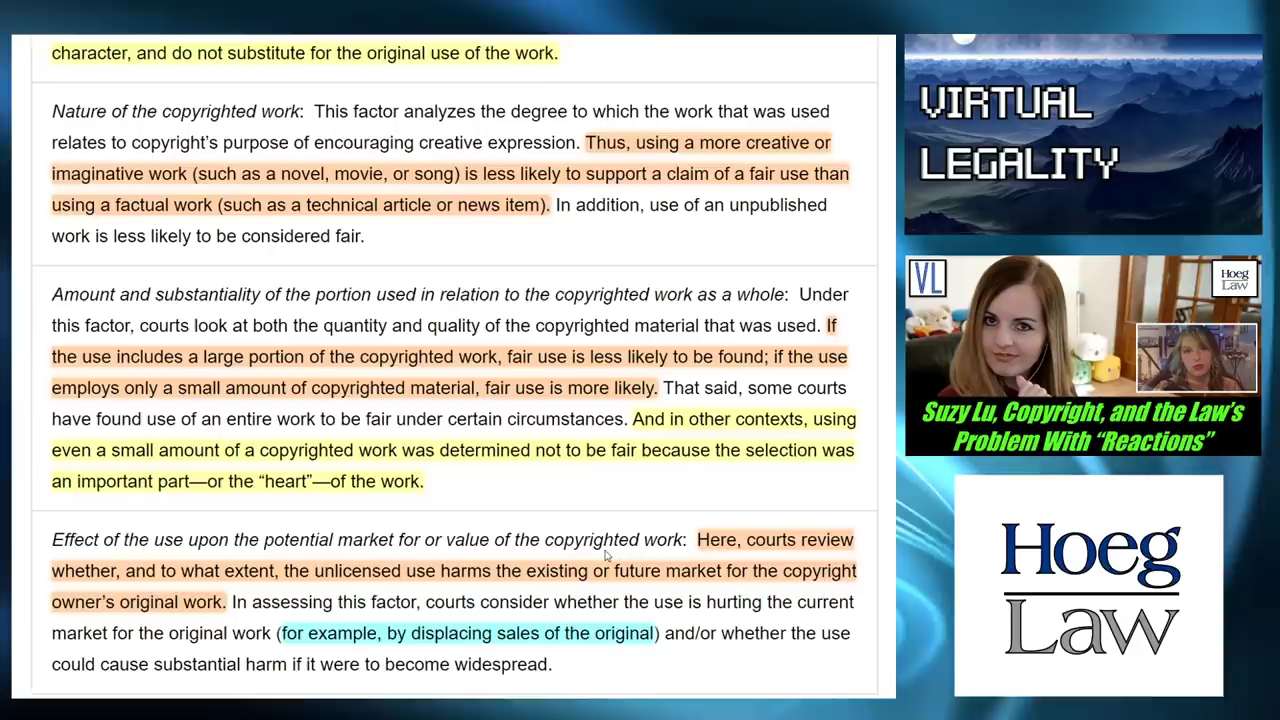 character, and do not substitute for the original use of the work.
Nature of the copyrighted work: This factor analyzes the degree to which the work that was used
relates to copyright’s purpose of encouraging creative expression. Thus, using a more creative or
imaginative work (such as a novel, movie, or song) is less likely to support a claim of a fair use than
using a factual work (such as a technical article or news item). In addition, use of an unpublished
work is less likely to be considered fair.
Amount and substantiality of the portion used in relation to the copyrighted work as a whole: Under
this factor, courts look at both the quantity and quality of the copyrighted material that was used. If
the use includes a large portion of the copyrighted work, fair use is less likely to be found; if the use
employs only a small amount of copyrighted material, fair use is more likely. That said, some courts
have found use of an entire work to be fair under certain circumstances. And in other contexts, using
even a small amount of a copyrighted work was determined not to be fair because the selection was
an important part—or the “heart”—of the work.
Effect of the use upon the potential market for or value of the copyrighted work: Here, courts review
whether, and to what extent, the unlicensed use harms the existing or future market for the copyright
owner’s original work. In assessing this factor, courts consider whether the use is hurting the current
market for the original work (for example, by displacing sales of the original) and/or whether the use
could cause substantial harm if it were to become widespread.
VIRTUAL
LEGALITY
VL
Hoeg
Law
Suzy Lu, Copyright, and the Law's
Problem With "Reactions"
Hoeg
Law